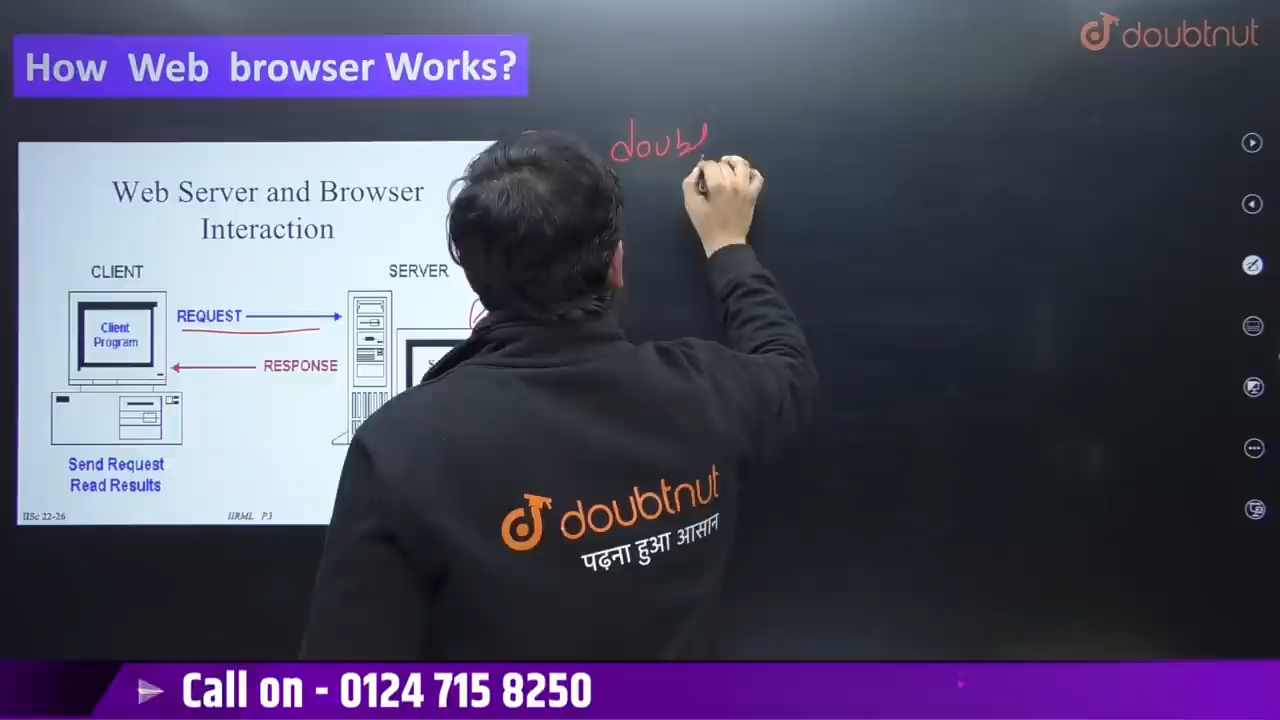 How Web browser Works?
doubtnut
doub
Web Server and Browser
Interaction
CLIENT
SERVER
Client
Program
REQUEST
RESPONSE
Send Request
Read Results
IISc 22-26
IIRML P3
doubtnut
पढ़ना हुआ आसान
Call on - 0124 715 8250